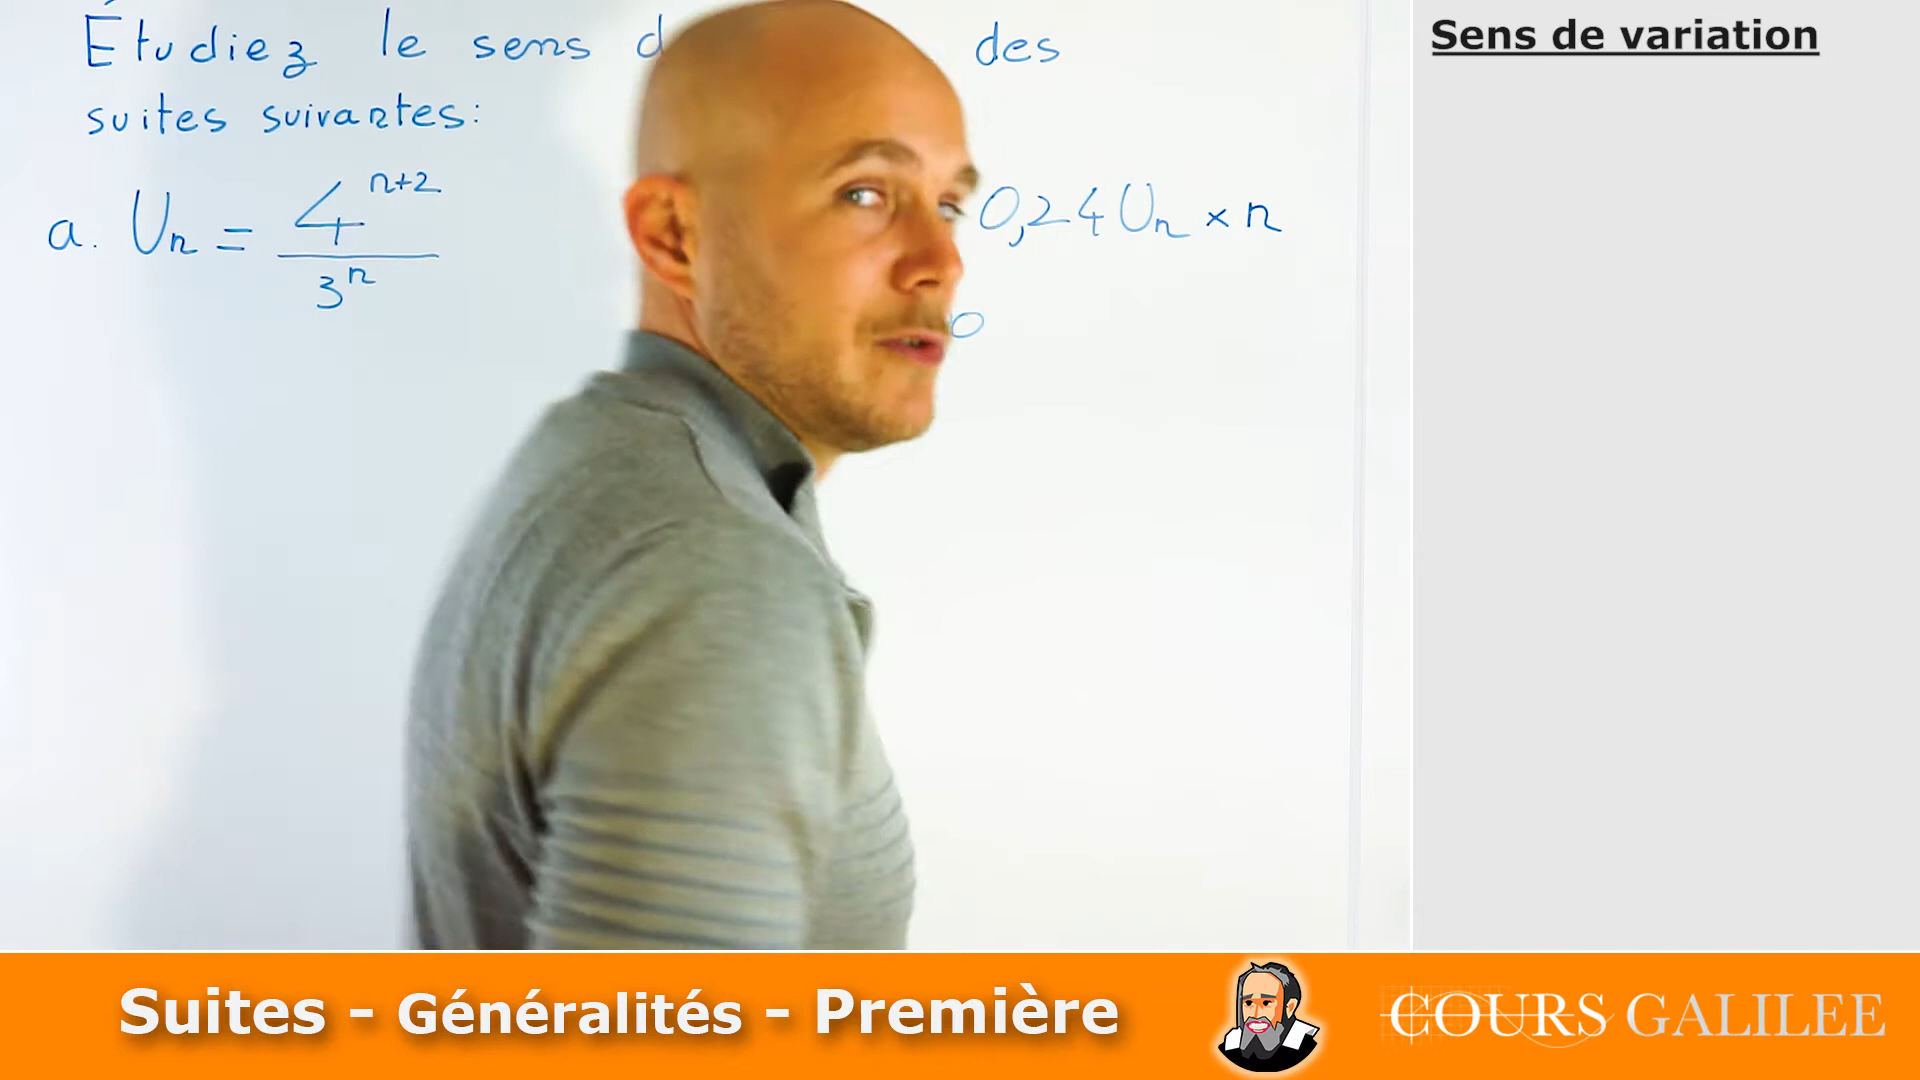 Étudiez le sens d des
suites suivantes:
a. Un = 4^(n+2) / 3^n
0,24 Un × n
0
Sens de variation
Suites - Généralités - Première
COURS GALILEE